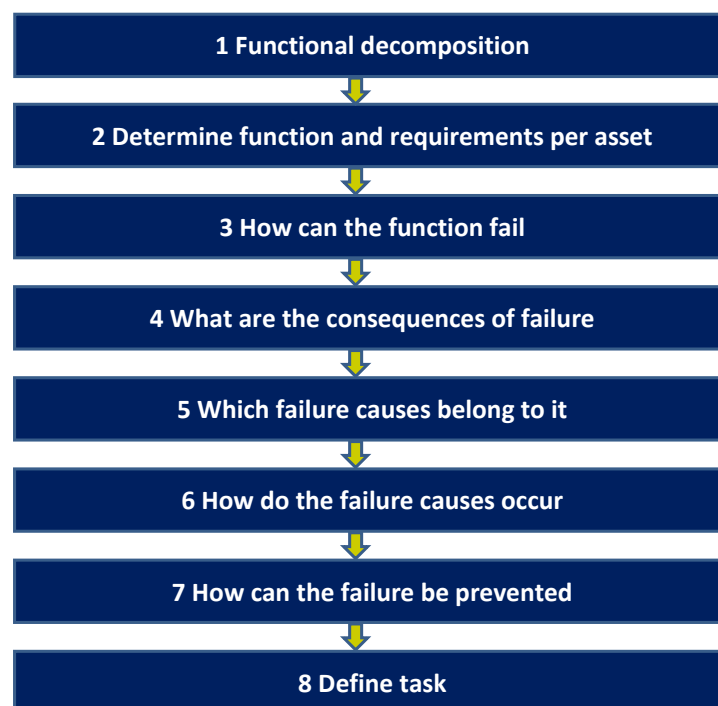 1 Functional decomposition
2 Determine function and requirements per asset
3 How can the function fail
4 What are the consequences of failure
5 Which failure causes belong to it
6 How do the failure causes occur
7 How can the failure be prevented
8 Define task